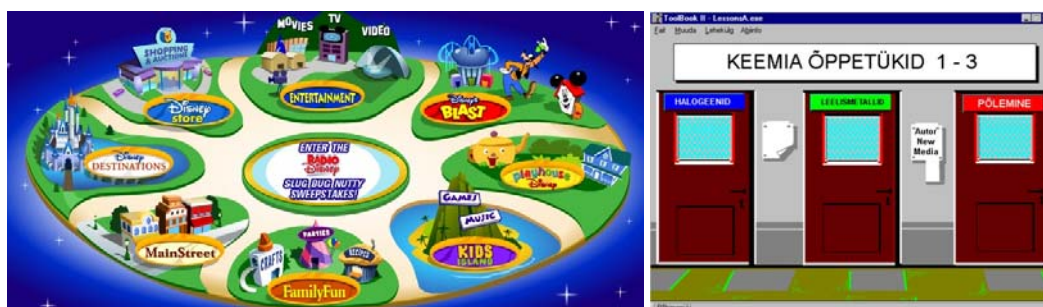 MOVIES
TV
VIDEO
SHOPPING
& AUCTIONS
Disney
store
ENTERTAINMENT
Disney's
BLAST
Disney
DESTINATIONS
ENTER THE
RADIO
Disney
SLUG BUG NUTTY
SWEEPSTAKES!
playhouse
Disney
GAMES
MUSIC
KIDS
ISLAND
MainStreet
PARTIES
CRAFTS
RECIPES
FamilyFun
ToolBook II - LessonsA.exe
Muuda
Lehekülg
KEEMIA ÕPPETÜKID 1 - 3
HALOGEENID
LEELISMETALLID
PÕLEMINE
"Autor"
New
Media